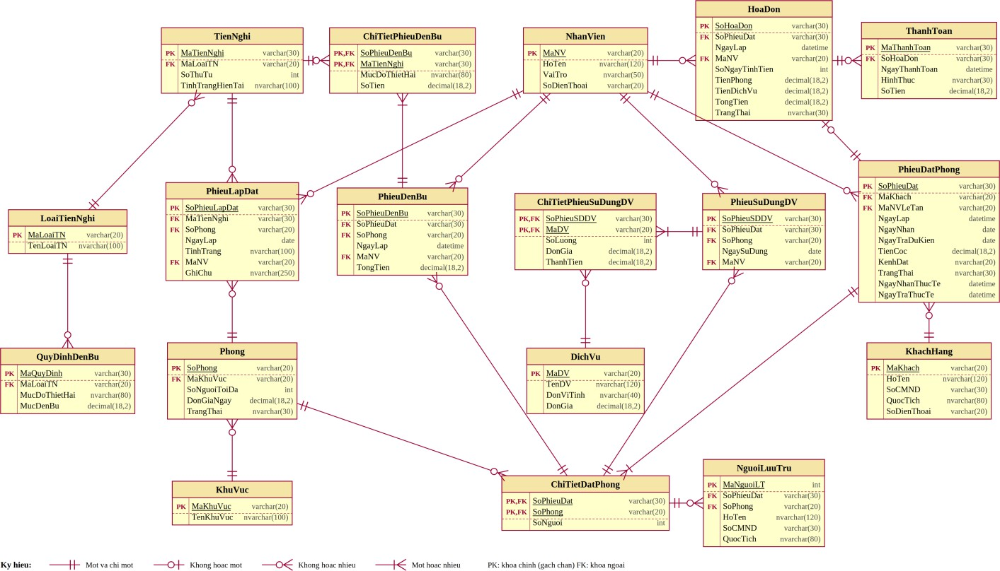 HoaDon
PK SoHoaDon varchar(30)
FK SoPhieuDat varchar(30)
NgayLap datetime
FK MaNV varchar(20)
SoNgayTinhTien int
TienPhong decimal(18,2)
TienDichVu decimal(18,2)
TongTien decimal(18,2)
TrangThai nvarchar(30)
TienNghi
PK MaTienNghi varchar(30)
FK MaLoaiTN varchar(20)
SoThuTu int
TinhTrangHienTai nvarchar(100)
ChiTietPhieuDenBu
PK,FK SoPhieuDenBu varchar(30)
PK,FK MaTienNghi varchar(30)
MucDoThietHai nvarchar(80)
SoTien decimal(18,2)
NhanVien
PK MaNV varchar(20)
HoTen nvarchar(120)
VaiTro nvarchar(50)
SoDienThoai varchar(20)
ThanhToan
PK MaThanhToan varchar(30)
FK SoHoaDon varchar(30)
NgayThanhToan datetime
HinhThuc nvarchar(30)
SoTien decimal(18,2)
PhieuDatPhong
PK SoPhieuDat varchar(30)
FK MaKhach varchar(20)
FK MaNVLeTan varchar(20)
NgayLap datetime
NgayNhan date
NgayTraDuKien date
TienCoc decimal(18,2)
KenhDat nvarchar(20)
TrangThai nvarchar(30)
NgayNhanThucTe datetime
NgayTraThucTe datetime
PhieuLapDat
PK SoPhieuLapDat varchar(30)
FK MaTienNghi varchar(30)
FK SoPhong varchar(20)
NgayLap date
TinhTrang nvarchar(100)
FK MaNV varchar(20)
GhiChu nvarchar(250)
PhieuDenBu
PK SoPhieuDenBu varchar(30)
FK SoPhieuDat varchar(30)
FK SoPhong varchar(20)
NgayLap datetime
FK MaNV varchar(20)
TongTien decimal(18,2)
ChiTietPhieuSuDungDV
PK,FK SoPhieuSDDV varchar(30)
PK,FK MaDV varchar(20)
SoLuong int
DonGia decimal(18,2)
ThanhTien decimal(18,2)
PhieuSuDungDV
PK SoPhieuSDDV varchar(30)
FK SoPhieuDat varchar(30)
FK SoPhong varchar(20)
NgaySuDung date
FK MaNV varchar(20)
LoaiTienNghi
PK MaLoaiTN varchar(20)
TenLoaiTN nvarchar(100)
QuyDinhDenBu
PK MaQuyDinh varchar(30)
FK MaLoaiTN varchar(20)
MucDoThietHai nvarchar(80)
MucDenBu decimal(18,2)
Phong
PK SoPhong varchar(20)
FK MaKhuVuc varchar(20)
SoNguoiToiDa int
DonGiaNgay decimal(18,2)
TrangThai nvarchar(30)
DichVu
PK MaDV varchar(20)
TenDV nvarchar(120)
DonViTinh nvarchar(40)
DonGia decimal(18,2)
KhachHang
PK MaKhach varchar(20)
HoTen nvarchar(120)
SoCMND varchar(30)
QuocTich nvarchar(80)
SoDienThoai varchar(20)
KhuVuc
PK MaKhuVuc varchar(20)
TenKhuVuc nvarchar(100)
ChiTietDatPhong
PK,FK SoPhieuDat varchar(30)
PK,FK SoPhong varchar(20)
SoNguoi int
NguoiLuuTru
PK MaNguoiLT int
FK SoPhieuDat varchar(30)
FK SoPhong varchar(20)
HoTen nvarchar(120)
SoCMND varchar(30)
QuocTich nvarchar(80)
Ky hieu: Mot va chi mot Khong hoac mot Khong hoac nhieu Mot hoac nhieu PK: khoa chinh (gach chan) FK: khoa ngoai